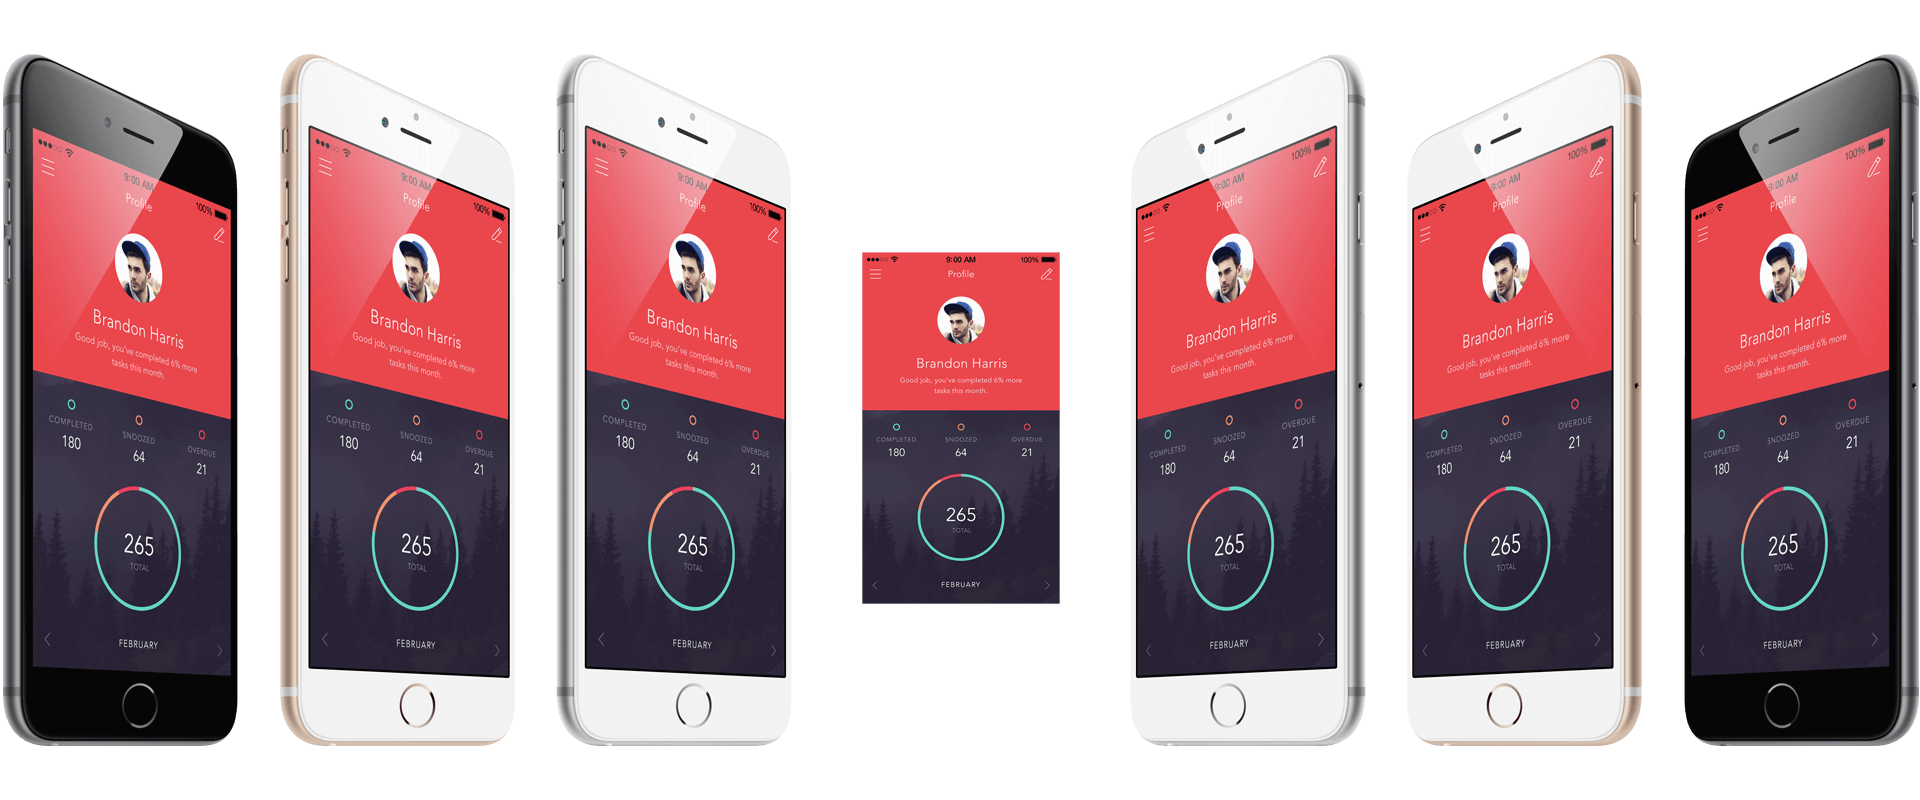 9:00 AM
100%
Profile
Brandon Harris
Good job, you've completed 6% more
tasks this month.
COMPLETED
SNOOZED
OVERDUE
180
64
21
265
TOTAL
FEBRUARY
9:00 AM
100%
Profile
Brandon Harris
Good job, you've completed 6% more
tasks this month.
COMPLETED
SNOOZED
OVERDUE
180
64
21
265
TOTAL
FEBRUARY
9:00 AM
100%
Profile
Brandon Harris
Good job, you've completed 6% more
tasks this month.
COMPLETED
SNOOZED
OVERDUE
180
64
21
265
TOTAL
FEBRUARY
9:00 AM
100%
Profile
Brandon Harris
Good job, you've completed 6% more
tasks this month.
COMPLETED
SNOOZED
OVERDUE
180
64
21
265
TOTAL
FEBRUARY
9:00 AM
100%
Profile
Brandon Harris
Good job, you've completed 6% more
tasks this month.
COMPLETED
SNOOZED
OVERDUE
180
64
21
265
TOTAL
FEBRUARY
9:00 AM
100%
Profile
Brandon Harris
Good job, you've completed 6% more
tasks this month.
COMPLETED
SNOOZED
OVERDUE
180
64
21
265
TOTAL
FEBRUARY
9:00 AM
100%
Profile
Brandon Harris
Good job, you've completed 6% more
tasks this month.
COMPLETED
SNOOZED
OVERDUE
180
64
21
265
TOTAL
FEBRUARY